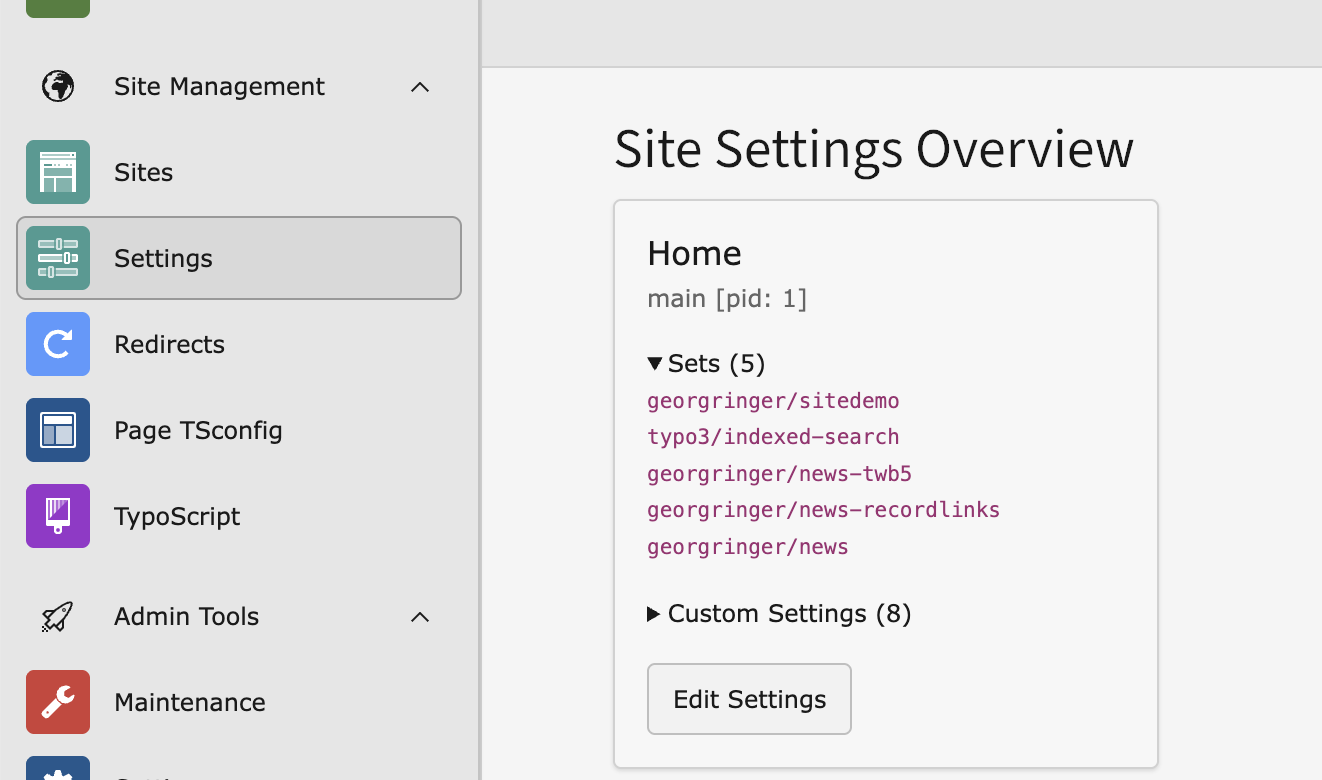 Site Management
Sites
Settings
Redirects
Page TSconfig
TypoScript
Admin Tools
Maintenance
Site Settings Overview
Home
main [pid: 1]
Sets (5)
georgringer/sitedemo
typo3/indexed-search
georgringer/news-twb5
georgringer/news-recordlinks
georgringer/news
Custom Settings (8)
Edit Settings